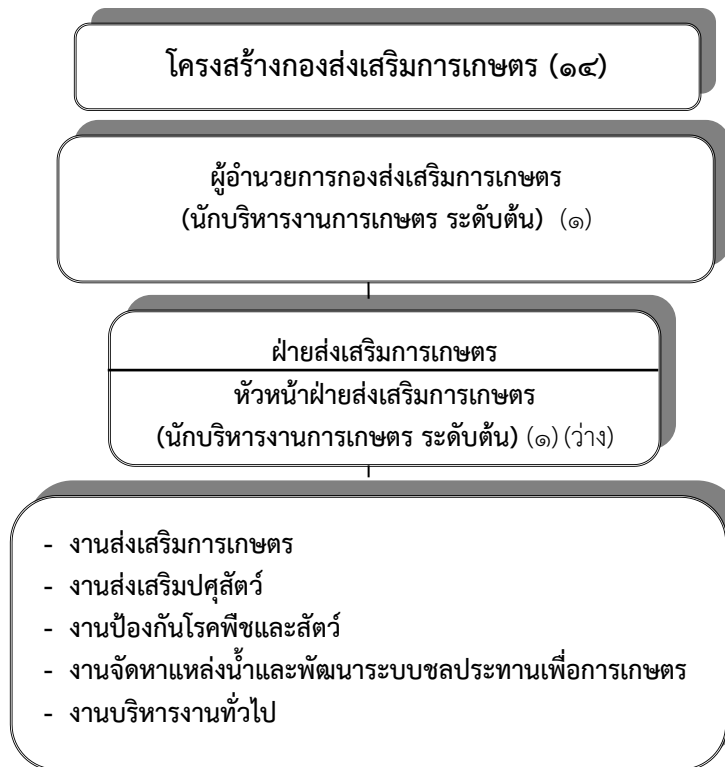 โครงสร้างกองส่งเสริมการเกษตร (๑๔)
ผู้อำนวยการกองส่งเสริมการเกษตร
(นักบริหารงานการเกษตร ระดับต้น) (๑)
ฝ่ายส่งเสริมการเกษตร
หัวหน้าฝ่ายส่งเสริมการเกษตร
(นักบริหารงานการเกษตร ระดับต้น) (๑) (ว่าง)
- งานส่งเสริมการเกษตร
- งานส่งเสริมปศุสัตว์
- งานป้องกันโรคพืชและสัตว์
- งานจัดหาแหล่งน้ำและพัฒนาระบบชลประทานเพื่อการเกษตร
- งานบริหารงานทั่วไป